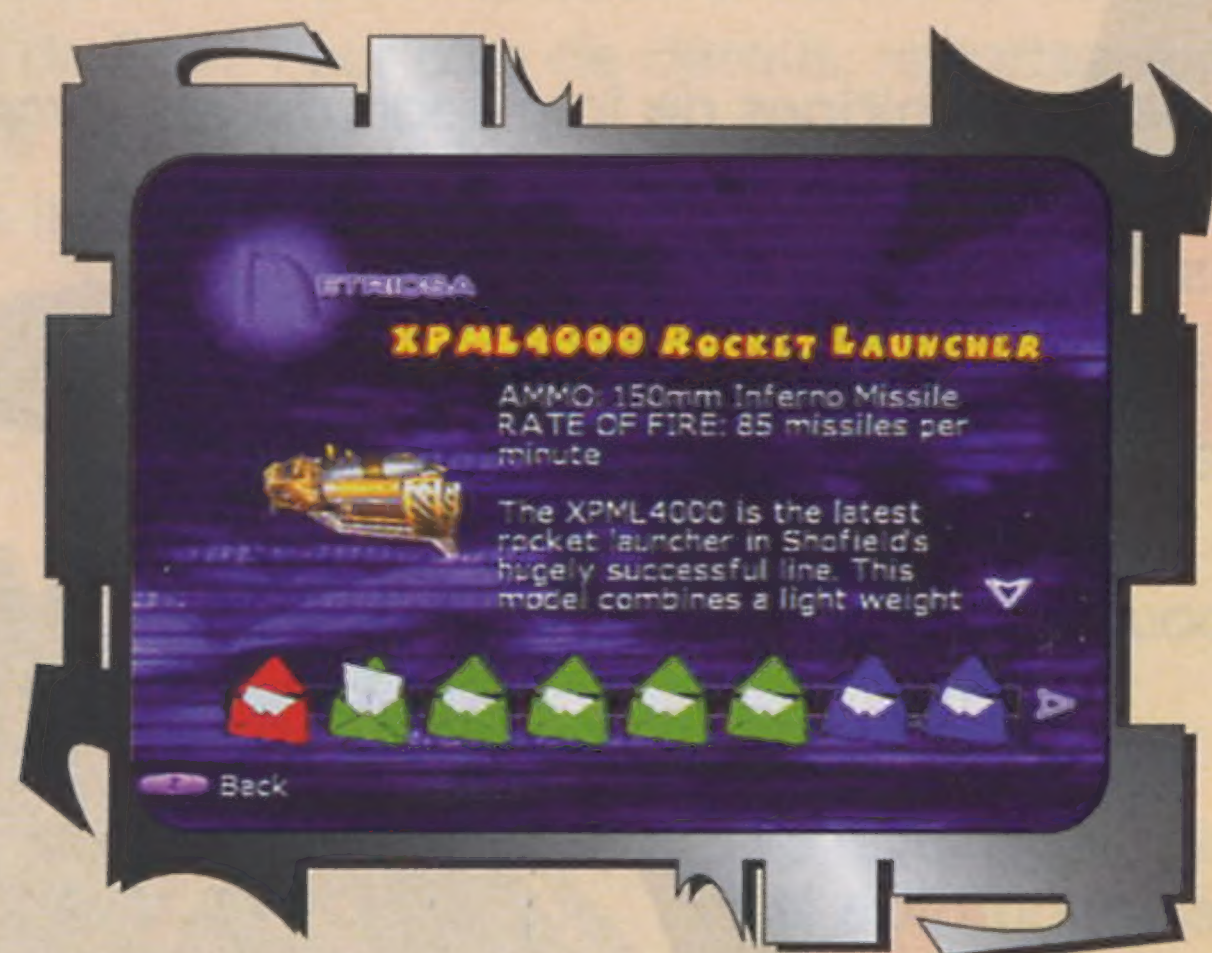 DETRIOSA
XPML4000 ROCKET LAUNCHER
AMMO: 150mm Inferno Missile
RATE OF FIRE: 85 missiles per
minute
The XPML4000 is the latest
rocket launcher in Shofield's
hugely successful line. This
model combines a light weight
Back